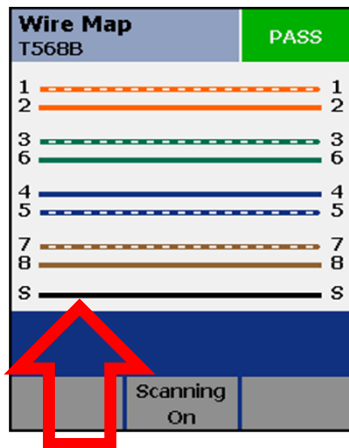 Wire Map
T568B
PASS
1 1
2 2
3 3
6 6
4 4
5 5
7 7
8 8
S S
Scanning
On